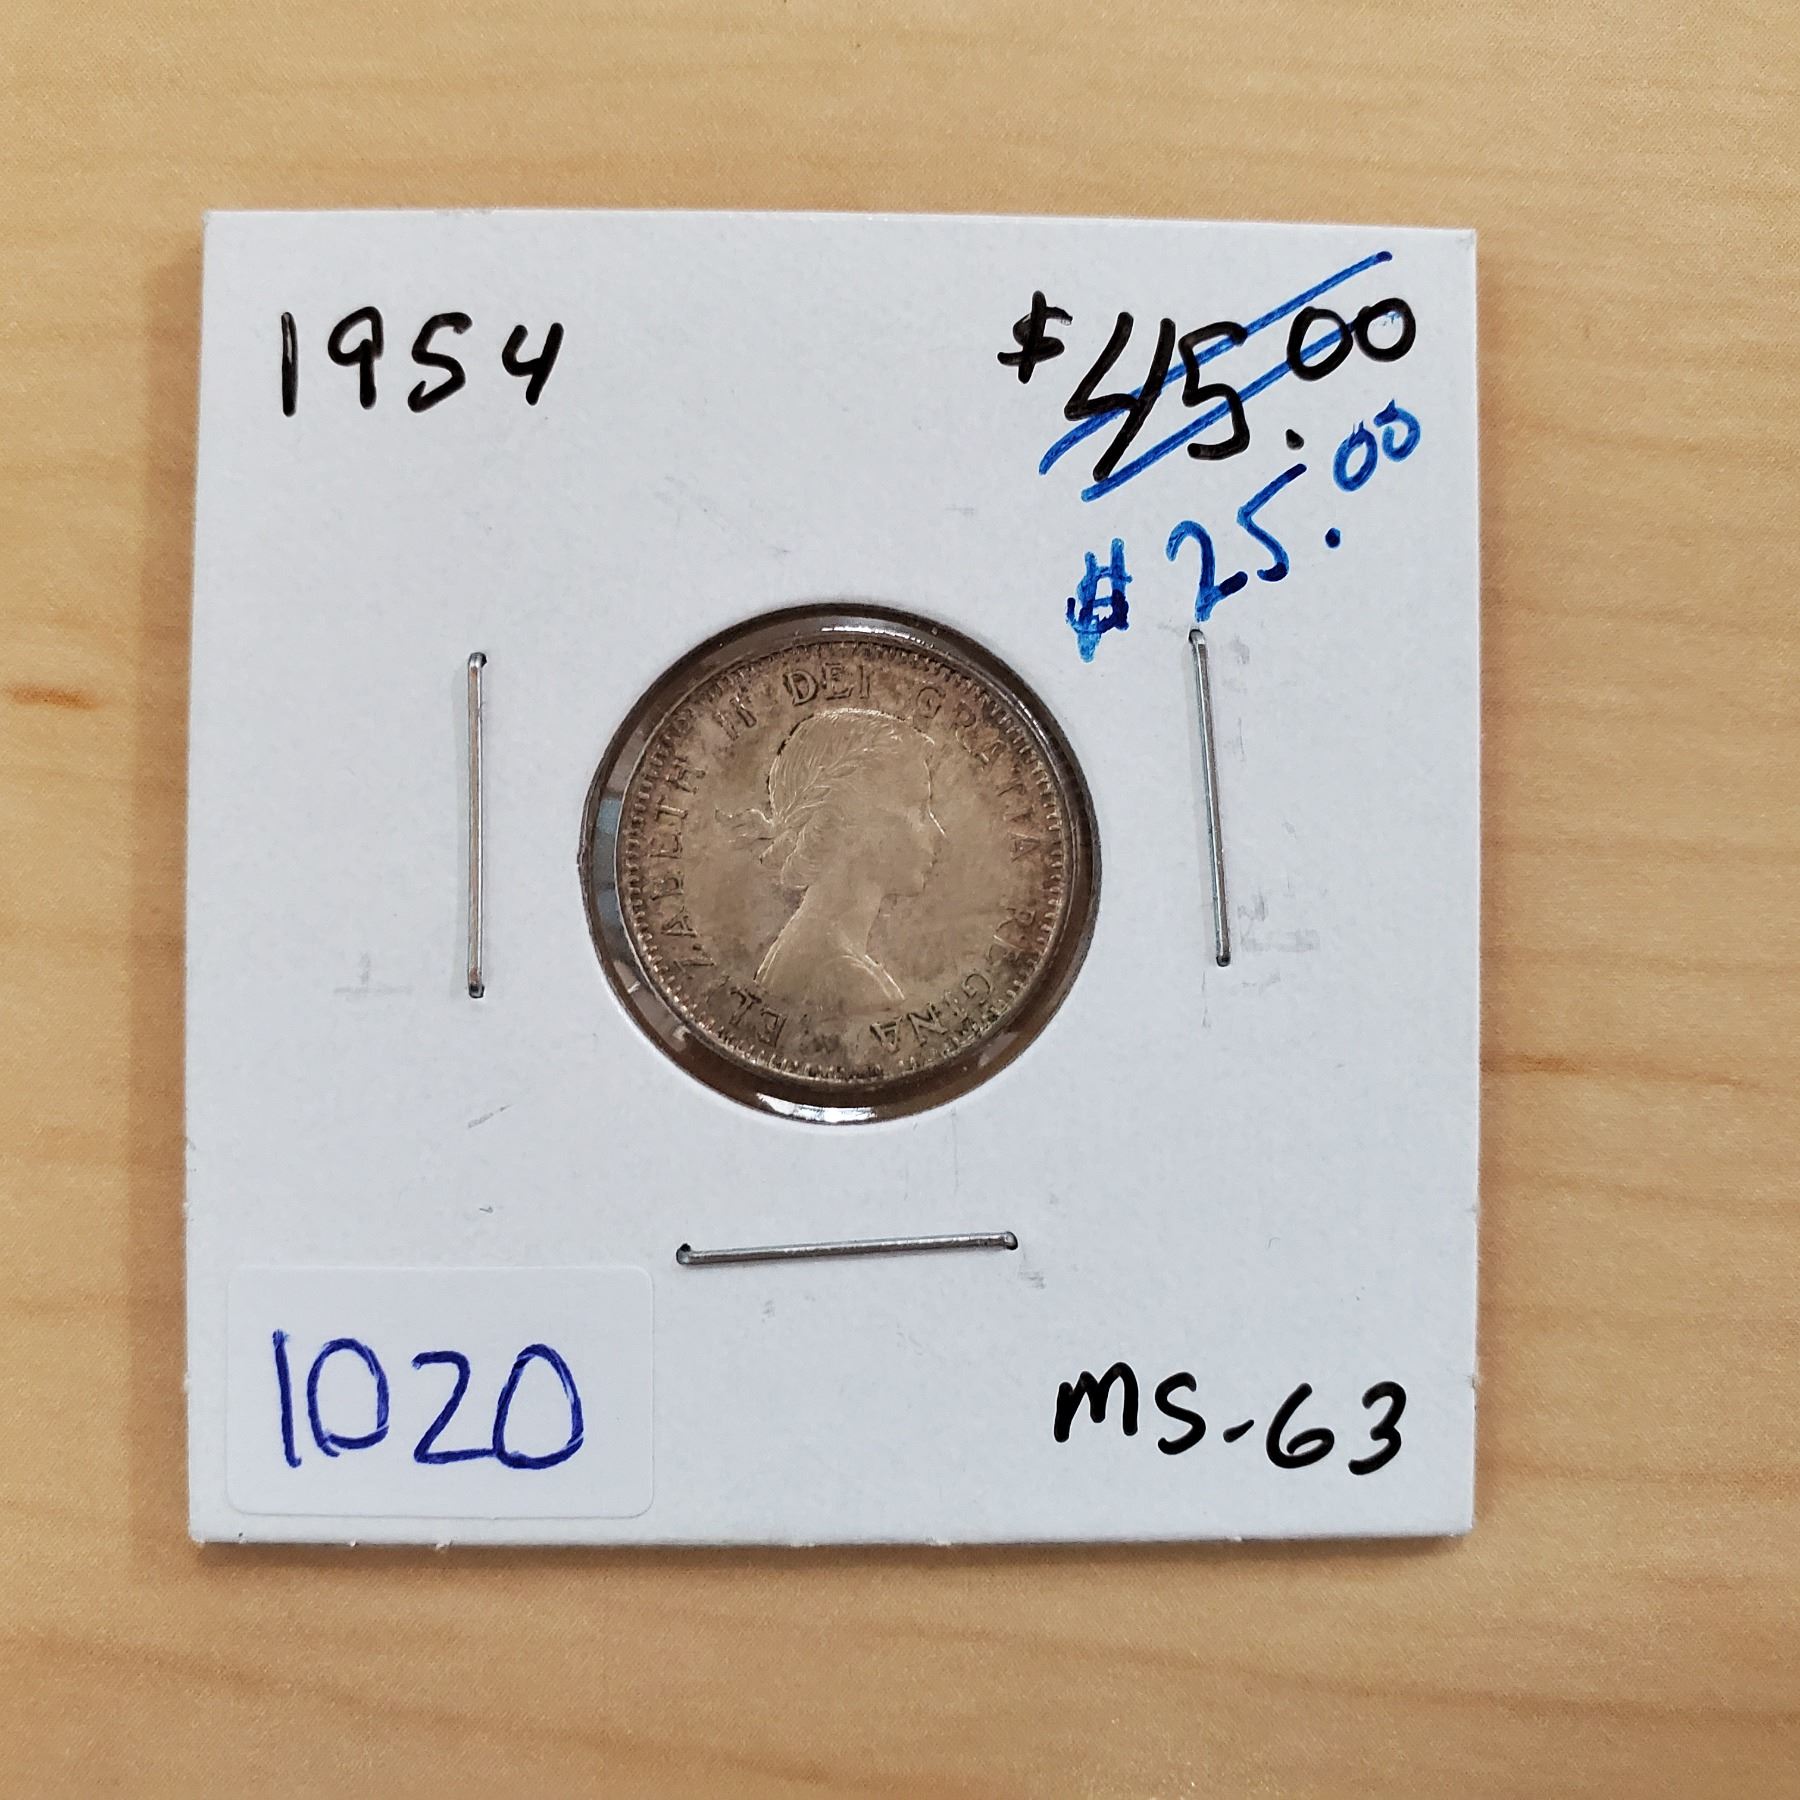 1954
$45.00
$25.00
ELIZABETH II DEI GRATIA REGINA
1020
MS-63